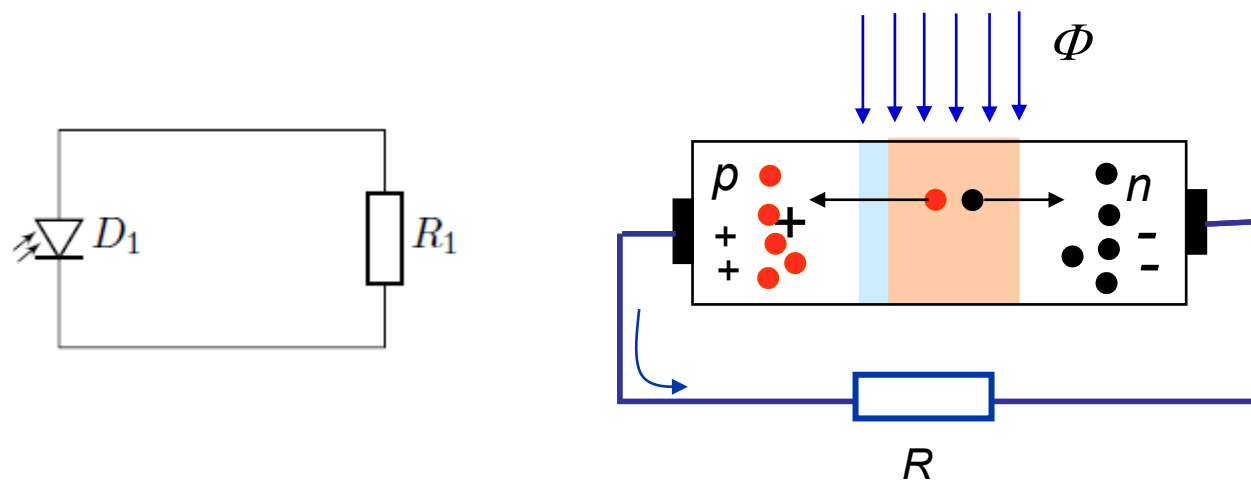 D₁
R₁
Φ
p
n
+
+
+
-
-
R